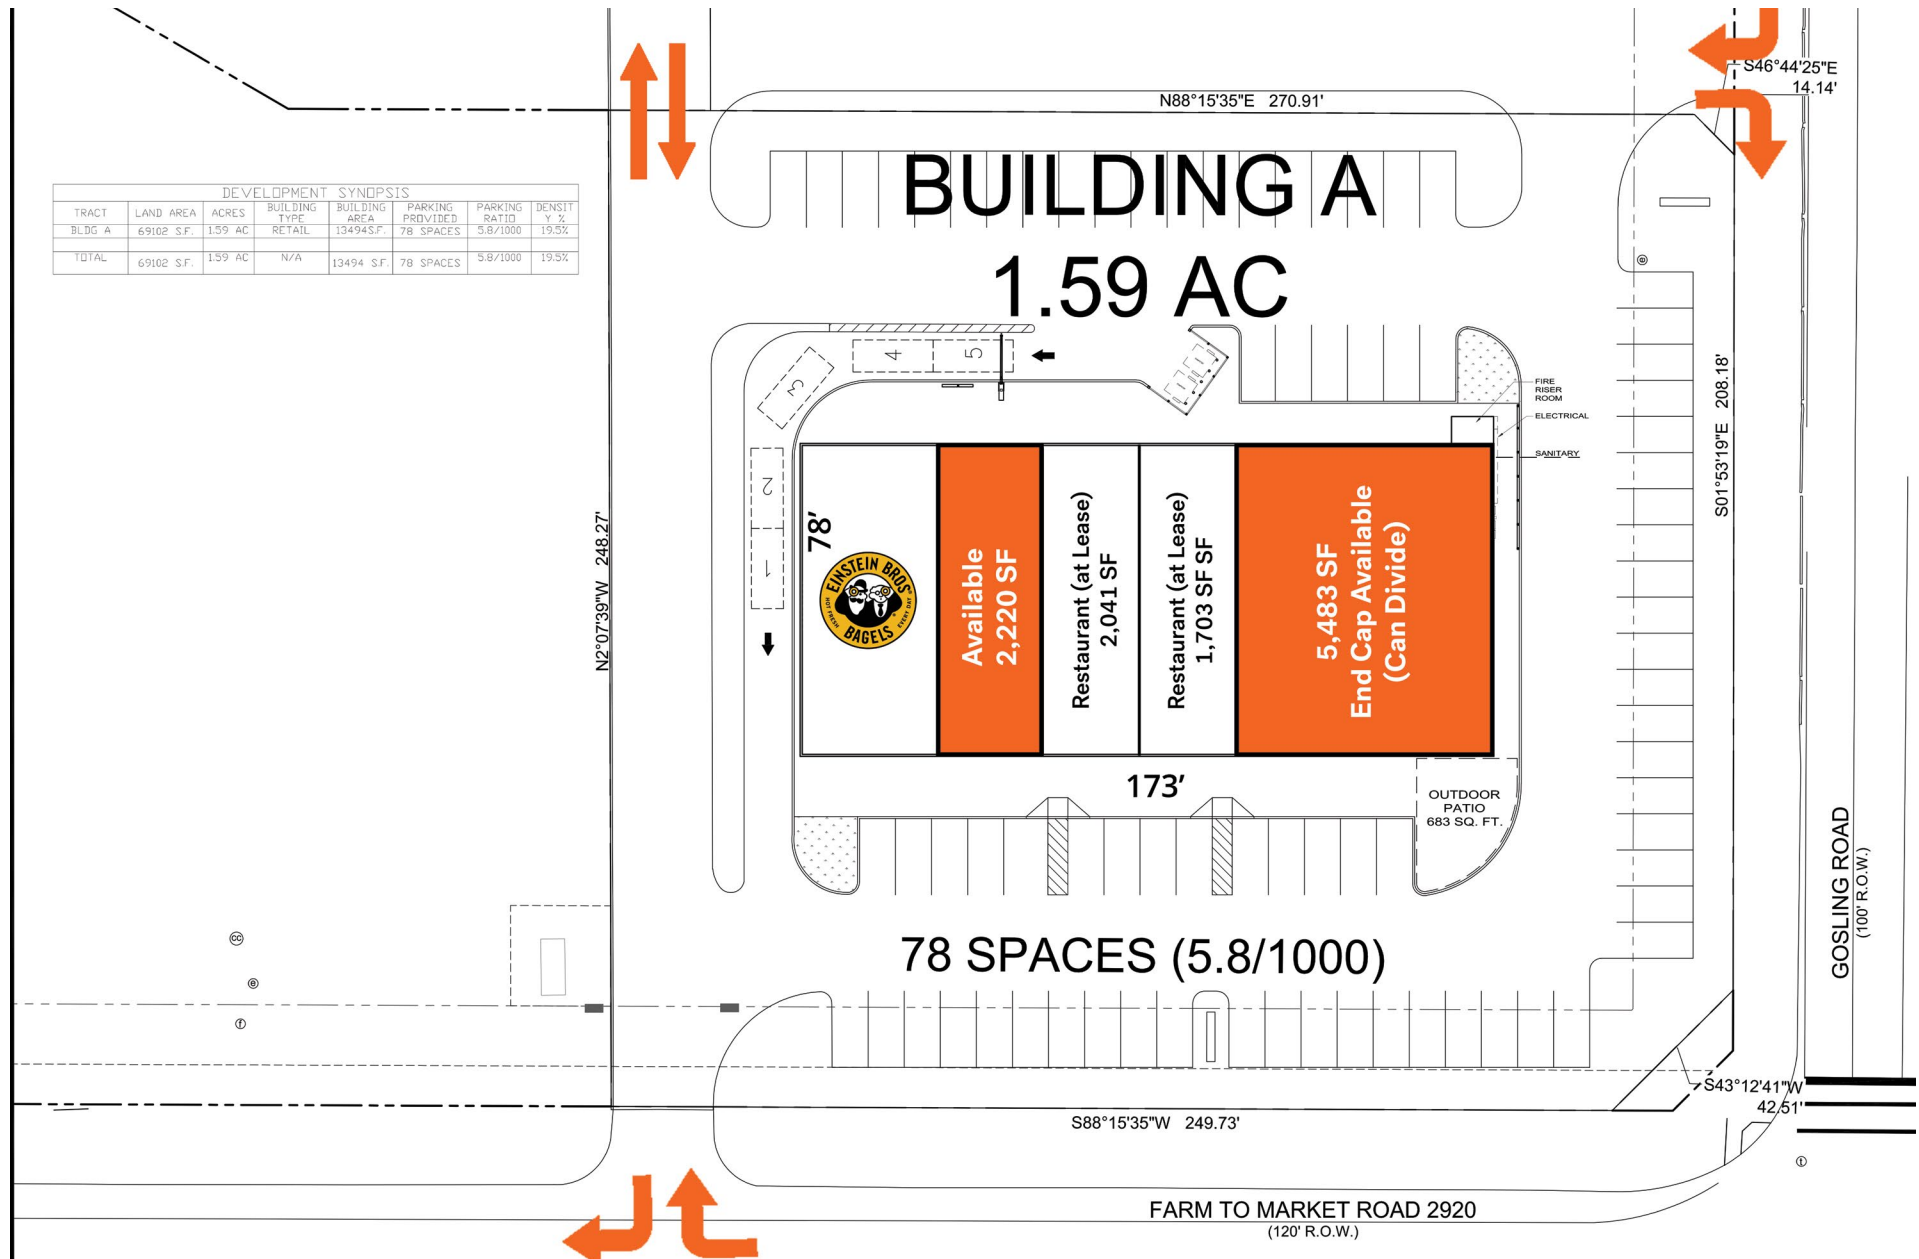 S46°44'25"E
14.14'
N88°15'35"E 270.91'
BUILDING A
1.59 AC
DEVELOPMENT SYNOPSIS
TRACT LAND AREA ACRES BUILDING TYPE BUILDING AREA PARKING PROVIDED PARKING RATIO DENSIT Y %
BLDG A 69102 S.F. 1.59 AC RETAIL 13494S.F. 78 SPACES 5.8/1000 19.5%
TOTAL 69102 S.F. 1.59 AC N/A 13494 S.F. 78 SPACES 5.8/1000 19.5%
4
5
3
2
1
FIRE
RISER
ROOM
ELECTRICAL
SANITARY
S01°53'19"E 208.18'
N2°07'39"W 248.27'
78'
EINSTEIN BROS
HOT FRESH
EVERY DAY
BAGELS
Available
2,220 SF
Restaurant (at Lease)
2,041 SF
Restaurant (at Lease)
1,703 SF SF
5,483 SF
End Cap Available
(Can Divide)
173'
OUTDOOR
PATIO
683 SQ. FT.
78 SPACES (5.8/1000)
GOSLING ROAD
(100' R.O.W.)
cc
e
f
e
S43°12'41"W
42.51'
S88°15'35"W 249.73'
t
FARM TO MARKET ROAD 2920
(120' R.O.W.)